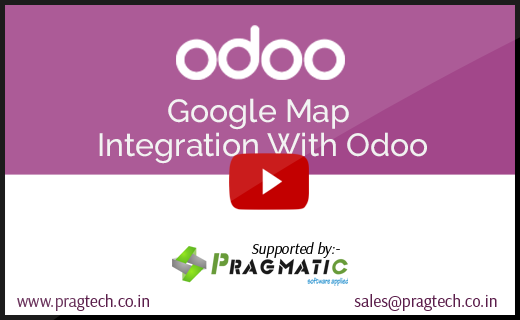 odoo
Google Map
Integration With Odoo
Supported by:-
PRAGMATIC
software applied
www.pragtech.co.in
sales@pragtech.co.in